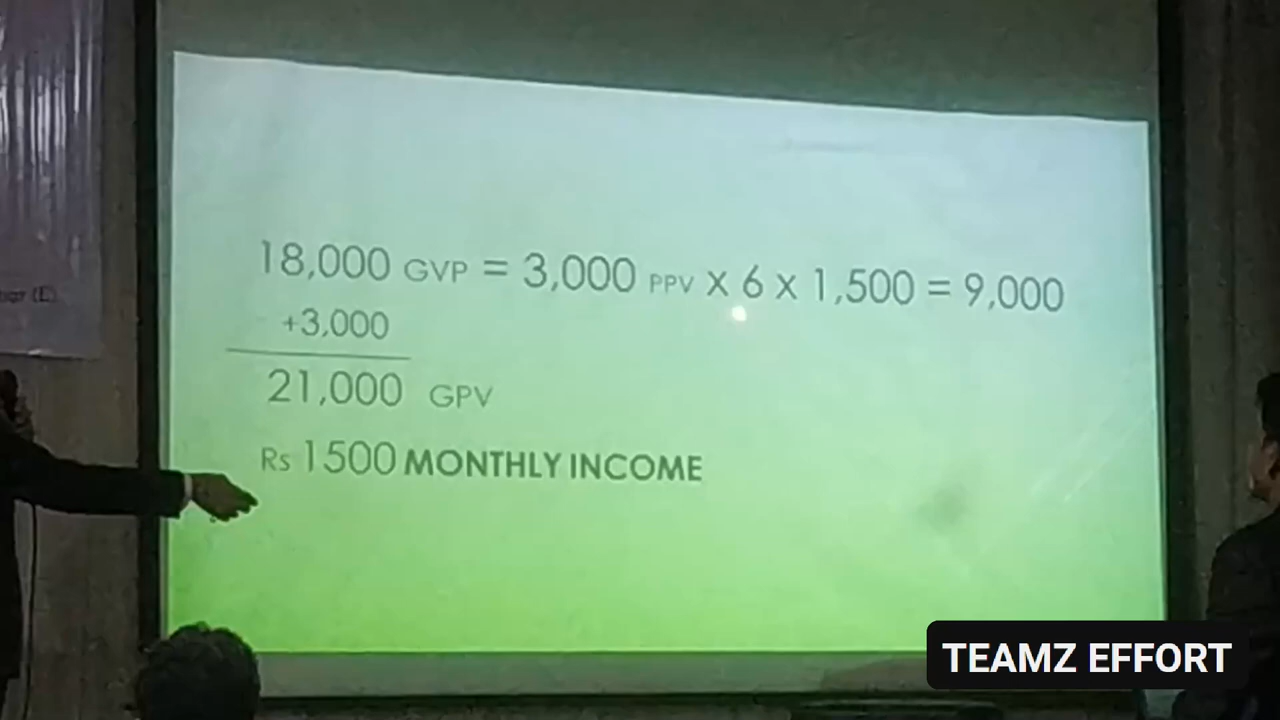 18,000 GVP = 3,000 PPV X 6 X 1,500 = 9,000
+3,000
21,000 GPV
Rs 1500 MONTHLY INCOME
TEAMZ EFFORT